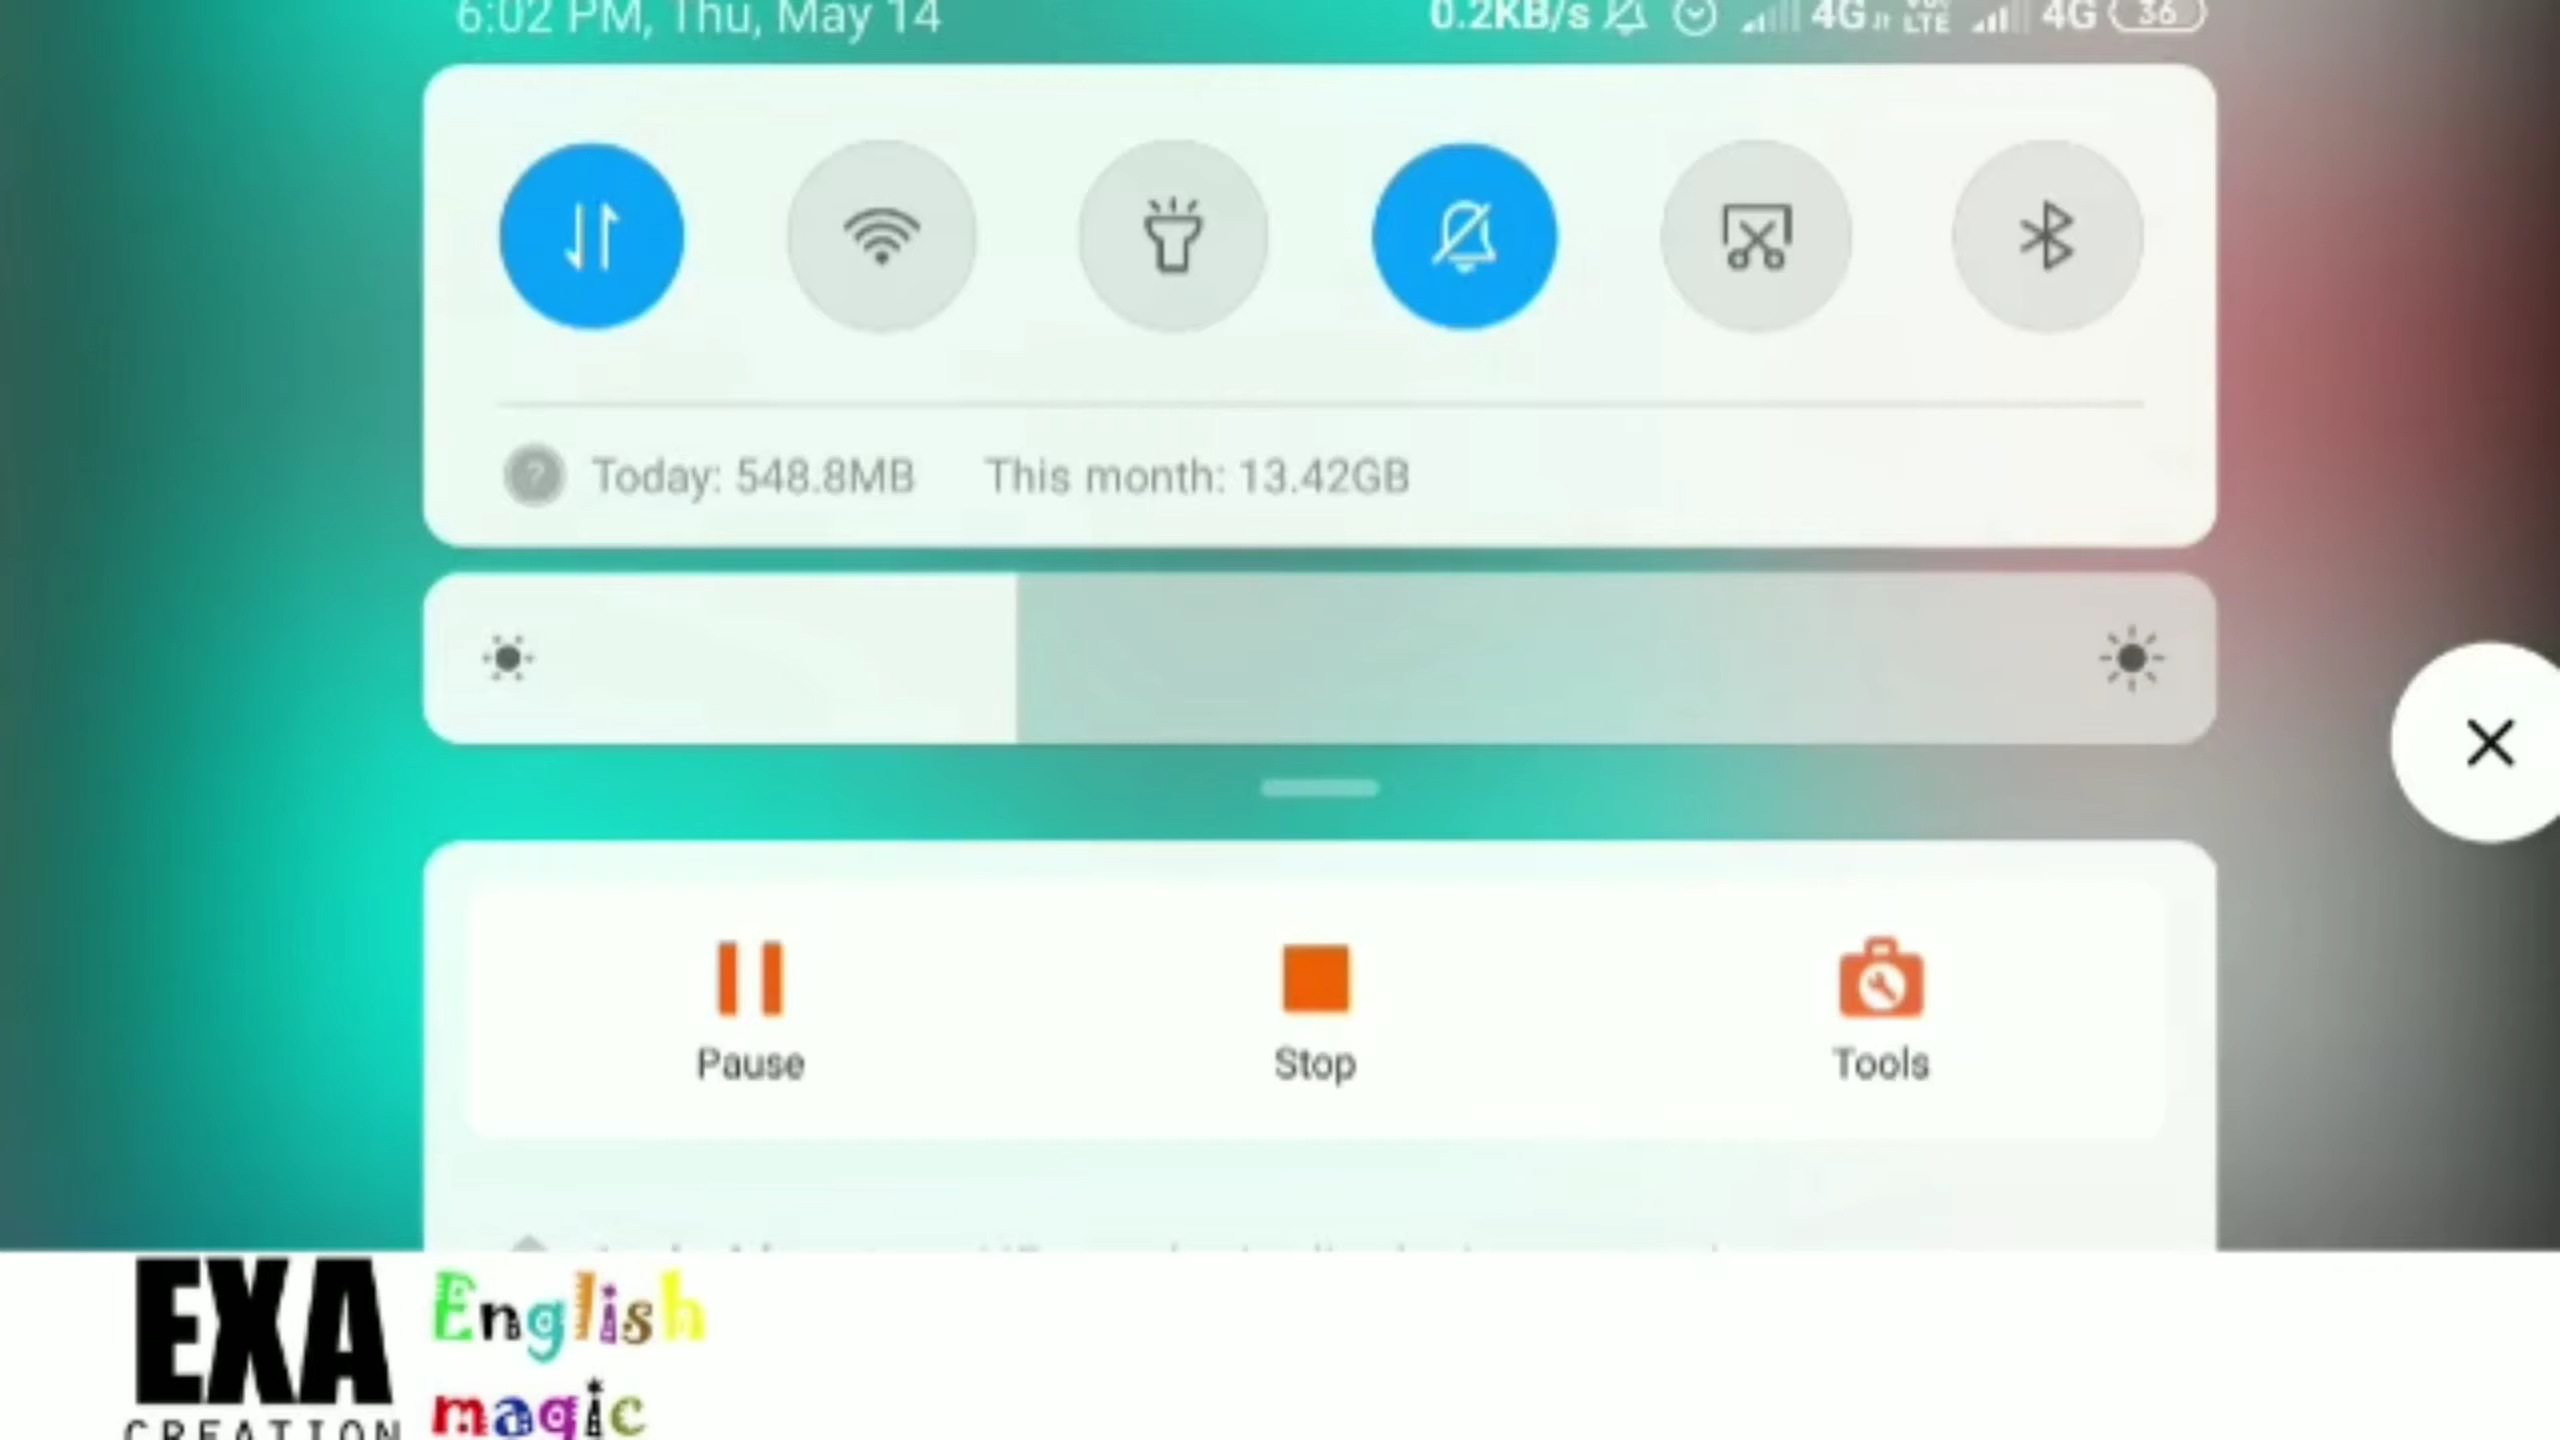 6:02 PM, Thu, May 14 0.2KB/s 4G LTE 4G 36
Today: 548.8MB This month: 13.42GB
Pause Stop Tools
EXA
CREATION
English
magic